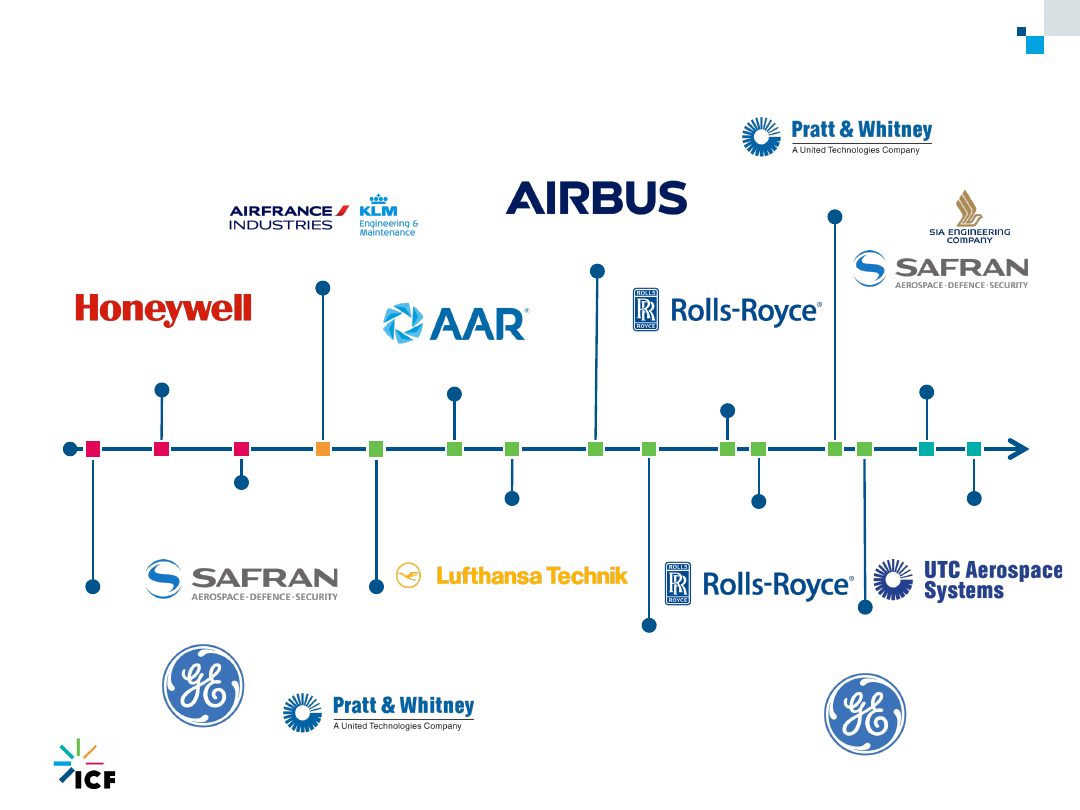 Pratt & Whitney
A United Technologies Company
AIRFRANCE
INDUSTRIES
KLM
Engineering &
Maintenance
AIRBUS
SIA ENGINEERING
COMPANY
SAFRAN
AEROSPACE · DEFENCE · SECURITY
Honeywell
AAR®
ROLLS
RR
ROYCE
Rolls-Royce®
SAFRAN
AEROSPACE · DEFENCE · SECURITY
Lufthansa Technik
ROLLS
RR
ROYCE
Rolls-Royce®
UTC Aerospace
Systems
GE
Pratt & Whitney
A United Technologies Company
GE
ICF